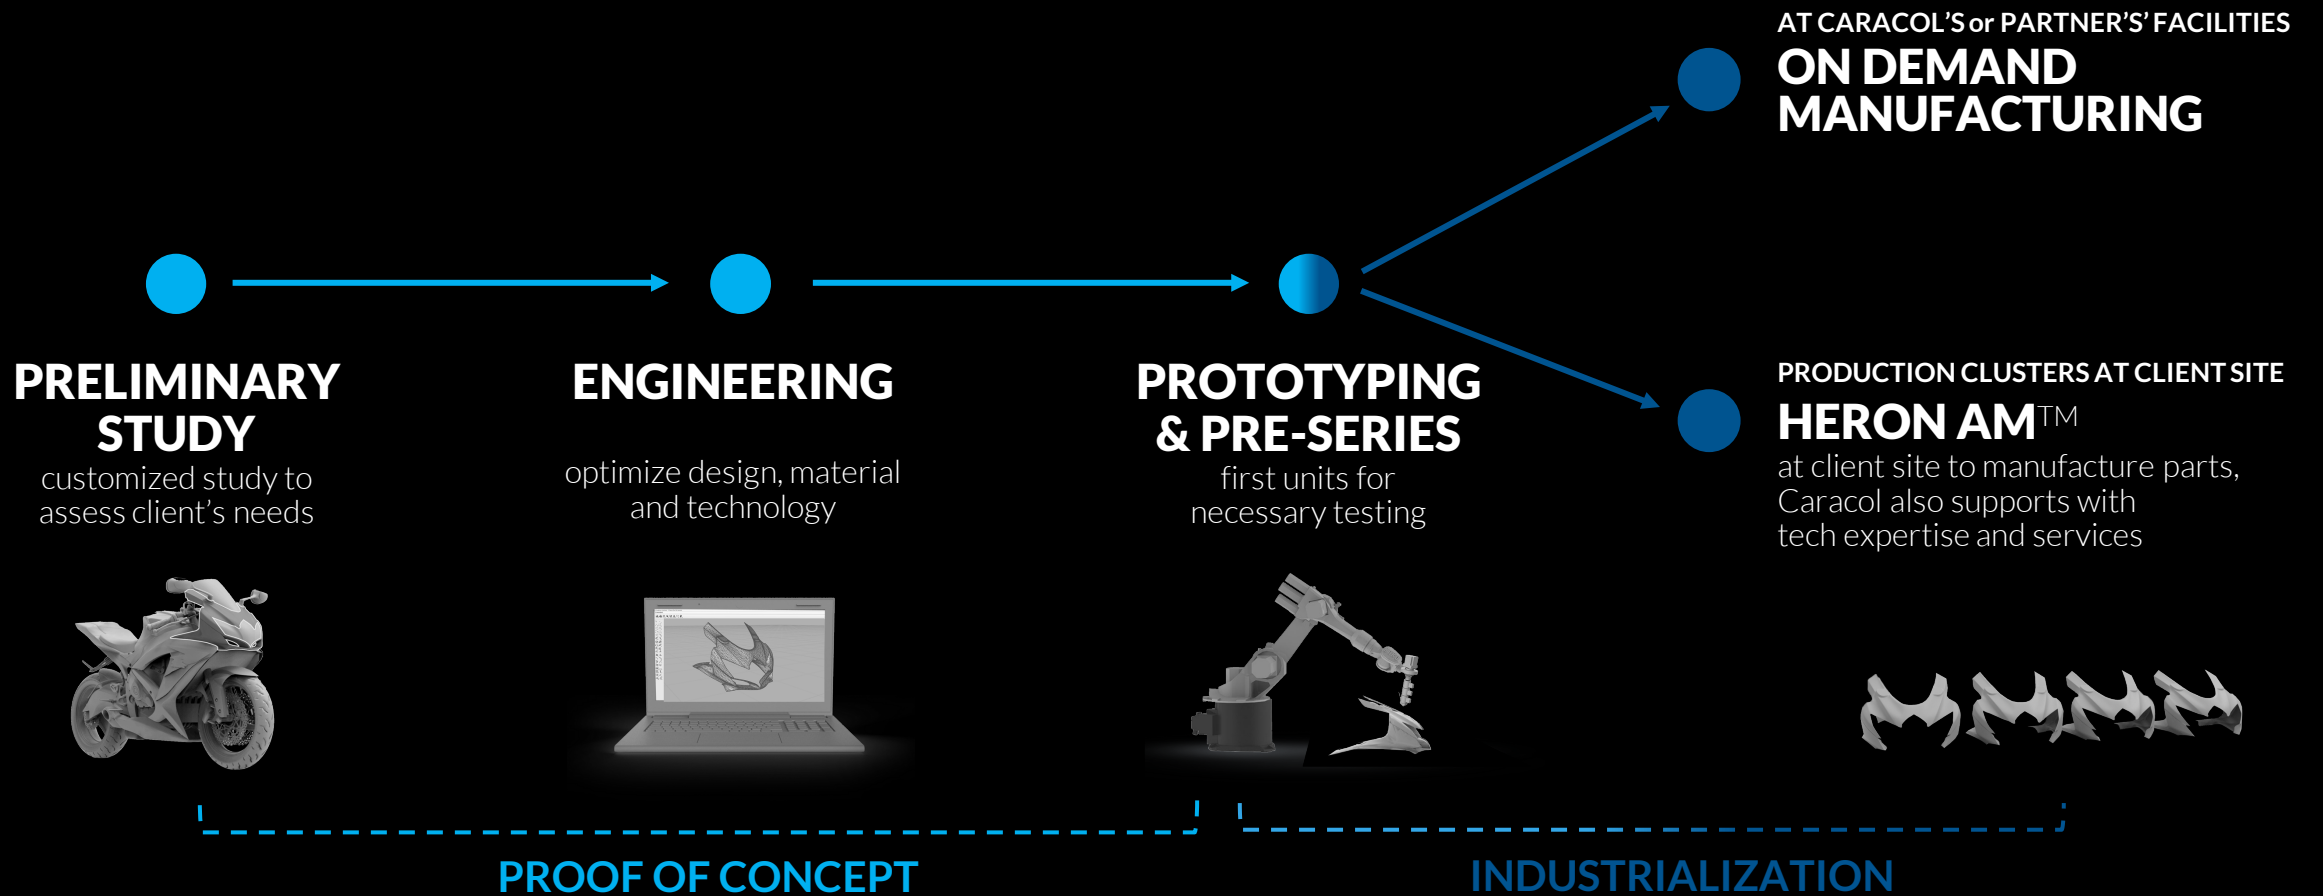 AT CARACOL'S or PARTNER'S' FACILITIES
ON DEMAND
MANUFACTURING
PRELIMINARY
STUDY
customized study to
assess client's needs
ENGINEERING
optimize design, material
and technology
PROTOTYPING
& PRE-SERIES
first units for
necessary testing
PRODUCTION CLUSTERS AT CLIENT SITE
HERON AM™
at client site to manufacture parts,
Caracol also supports with
tech expertise and services
PROOF OF CONCEPT
INDUSTRIALIZATION